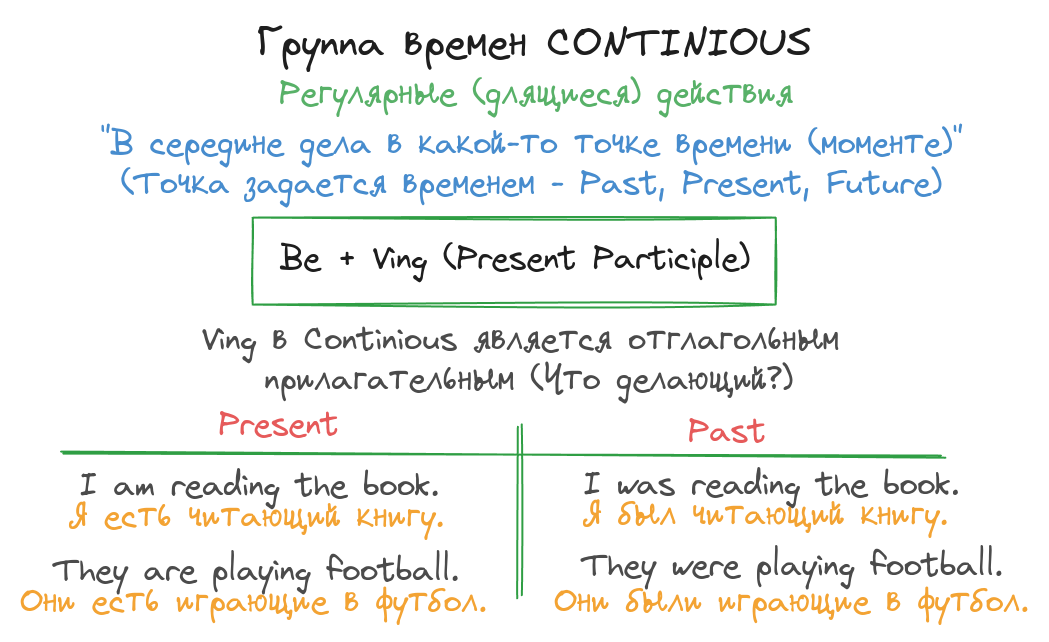 Группа времен CONTINIOUS
Регулярные (длящиеся) действия
"В середине дела в какой-то точке времени (моменте)"
(Точка задается временем - Past, Present, Future)
Be + Ving (Present Participle)
Ving в Continious является отглагольным
прилагательным (Что делающий?)
Present
Past
I am reading the book.
Я есть читающий книгу.
They are playing football.
Они есть играющие в футбол.
I was reading the book.
Я был читающий книгу.
They were playing football.
Они были играющие в футбол.